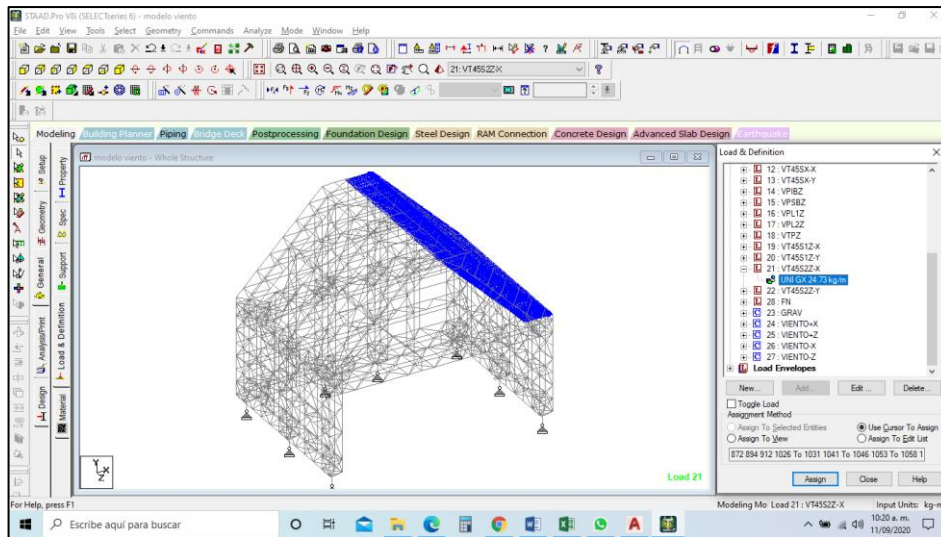 STAAD.Pro V8i (SELECTseries 6) - modelo viento
File Edit View Tools Select Geometry Commands Analyze Mode Window Help
21: VT45S2Z-X
Modeling Building Planner Piping Bridge Deck Postprocessing Foundation Design Steel Design RAM Connection Concrete Design Advanced Slab Design Earthquake
Setup
Geometry
General
Analysis/Print
Design
Property
Spec
Support
Load & Definition
Material
modelo viento - Whole Structure
Y
X
Z
Load 21
Load & Definition
12 : VT45SX-X
13 : VT45SX-Y
14 : VPIBZ
15 : VPSBZ
16 : VPL1Z
17 : VPL2Z
18 : VTPZ
19 : VT45S1Z-X
20 : VT45S1Z-Y
21 : VT45S2Z-X
UNI GX 24.73 kg/m
22 : VT45S2Z-Y
28 : FN
23 : GRAV
24 : VIENTO+X
25 : VIENTO+Z
26 : VIENTO-X
27 : VIENTO-Z
Load Envelopes
New... Add... Edit ... Delete...
Toggle Load
Assignment Method
Assign To Selected Entities Use Cursor To Assign
Assign To View Assign To Edit List
872 894 912 1026 To 1031 1041 To 1046 1053 To 1058 1
Assign Close Help
For Help, press F1
Modeling Mo Load 21 : VT45S2Z-X Input Units: kg-m
Escribe aquí para buscar
10:20 a. m.
11/09/2020